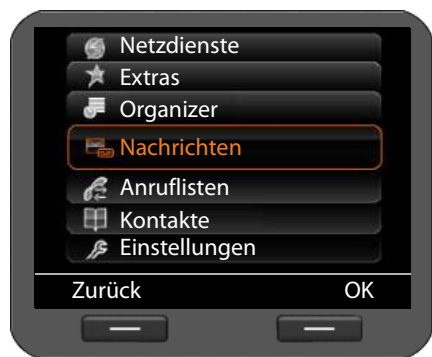 Netzdienste
Extras
Organizer
Nachrichten
Anruflisten
Kontakte
Einstellungen
Zurück OK